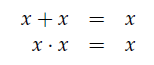 x + x = x
x · x = x